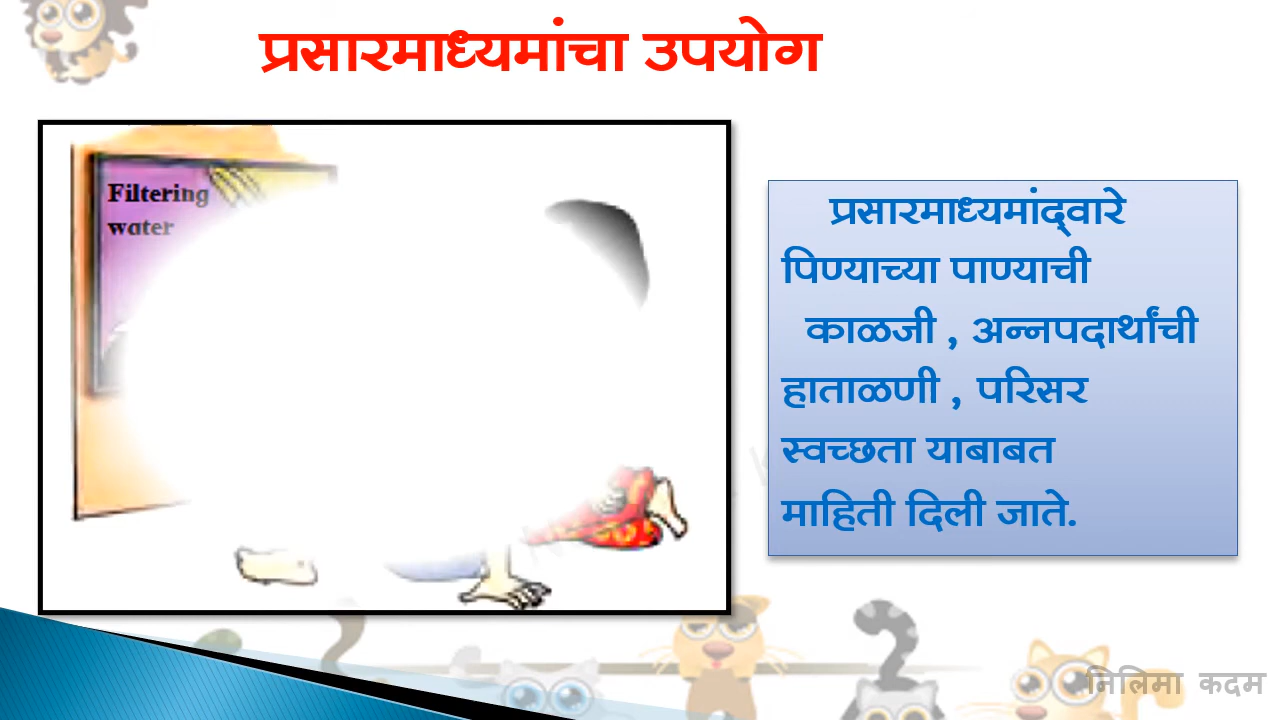 प्रसारमाध्यमांचा उपयोग
Filtering
water
प्रसारमाध्यमांद्वारे
पिण्याच्या पाण्याची
काळजी , अन्नपदार्थांची
हाताळणी , परिसर
स्वच्छता याबाबत
माहिती दिली जाते.
निलिमा कदम